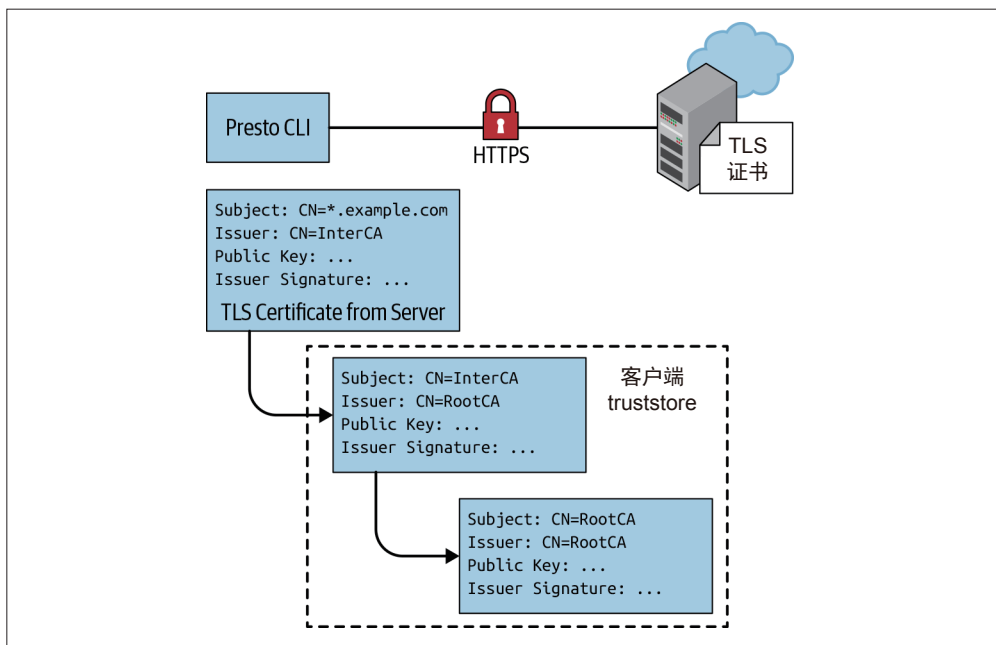 Presto CLI
HTTPS
TLS
证书
Subject: CN=*.example.com
Issuer: CN=InterCA
Public Key: ...
Issuer Signature: ...
TLS Certificate from Server
Subject: CN=InterCA
Issuer: CN=RootCA
Public Key: ...
Issuer Signature: ...
客户端
truststore
Subject: CN=RootCA
Issuer: CN=RootCA
Public Key: ...
Issuer Signature: ...